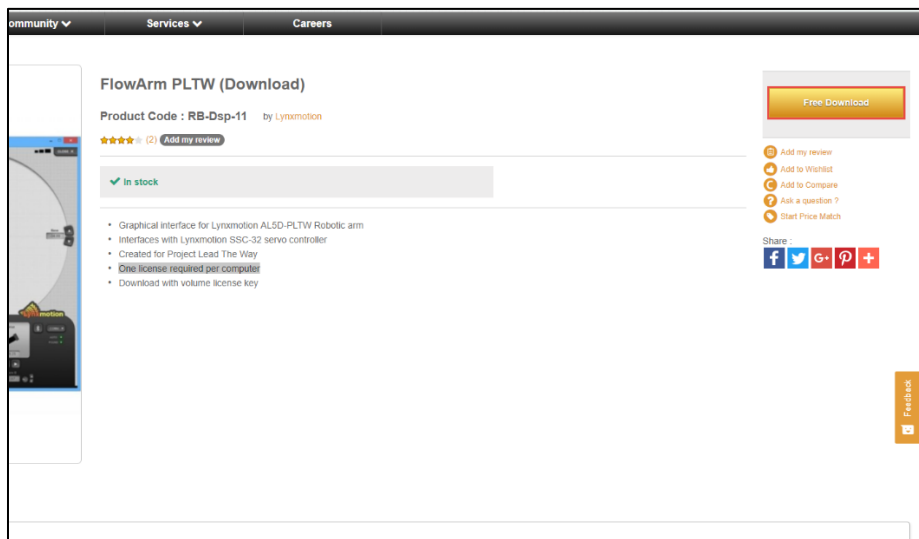 ommunity
Services
Careers
FlowArm PLTW (Download)
Product Code : RB-Dsp-11 by Lynxmotion
(2) Add my review
In stock
• Graphical interface for Lynxmotion AL5D-PLTW Robotic arm
• Interfaces with Lynxmotion SSC-32 servo controller
• Created for Project Lead The Way
• One license required per computer
• Download with volume license key
Free Download
Add my review
Add to Wishlist
Add to Compare
Ask a question ?
Start Price Match
Share :
Feedback
motion